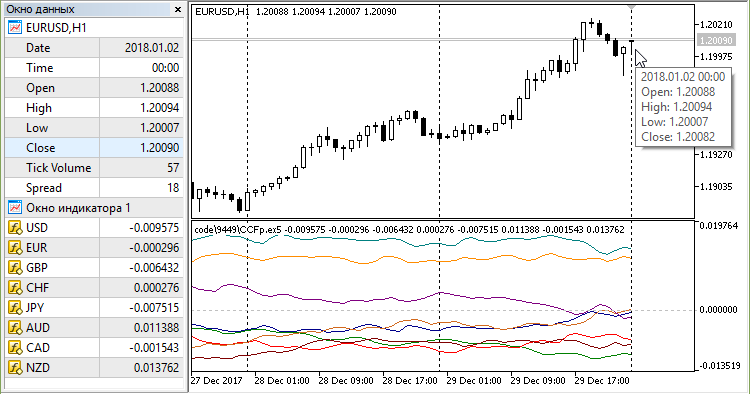 Окно данных
EURUSD,H1
Date 2018.01.02
Time 00:00
Open 1.20088
High 1.20094
Low 1.20007
Close 1.20090
Tick Volume 57
Spread 18
Окно индикатора 1
USD -0.009575
EUR -0.000296
GBP -0.006432
CHF 0.000276
JPY -0.007515
AUD 0.011388
CAD -0.001543
NZD 0.013762
EURUSD,H1 1.20088 1.20094 1.20007 1.20090
1.20210
1.20090
1.19975
1.19270
1.19035
2018.01.02 00:00
Open: 1.20088
High: 1.20094
Low: 1.20007
Close: 1.20082
code\9449\CCFp.ex5 -0.009575 -0.000296 -0.006432 0.000276 -0.007515 0.011388 -0.001543 0.013762
0.019764
0.000000
-0.013519
27 Dec 2017 28 Dec 01:00 28 Dec 09:00 28 Dec 17:00 29 Dec 01:00 29 Dec 09:00 29 Dec 17:00